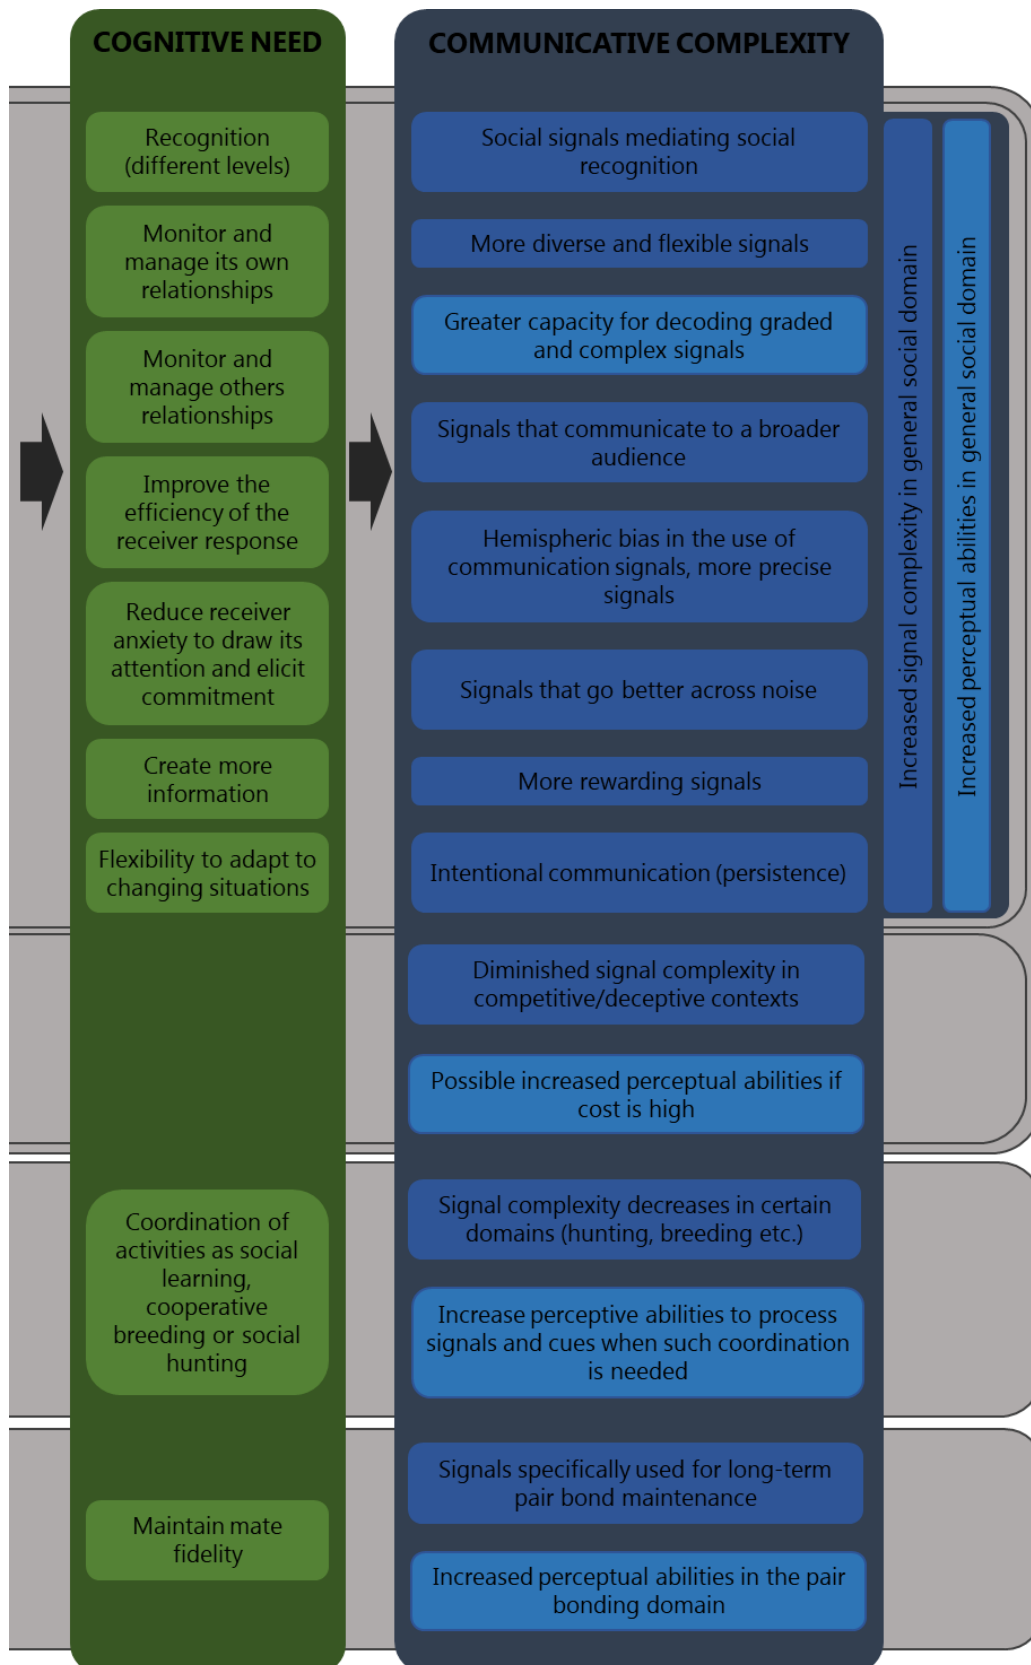 COGNITIVE NEED
Recognition
(different levels)
Monitor and
manage its own
relationships
Monitor and
manage others
relationships
Improve the
efficiency of the
receiver response
Reduce receiver
anxiety to draw its
attention and elicit
commitment
Create more
information
Flexibility to adapt to
changing situations
Coordination of
activities as social
learning,
cooperative
breeding or social
hunting
Maintain mate
fidelity
COMMUNICATIVE COMPLEXITY
Social signals mediating social
recognition
More diverse and flexible signals
Greater capacity for decoding graded
and complex signals
Signals that communicate to a broader
audience
Hemispheric bias in the use of
communication signals, more precise
signals
Signals that go better across noise
More rewarding signals
Intentional communication (persistence)
Diminished signal complexity in
competitive/deceptive contexts
Possible increased perceptual abilities if
cost is high
Signal complexity decreases in certain
domains (hunting, breeding etc.)
Increase perceptive abilities to process
signals and cues when such coordination
is needed
Signals specifically used for long-term
pair bond maintenance
Increased perceptual abilities in the pair
bonding domain
Increased signal complexity in general social domain
Increased perceptual abilities in general social domain